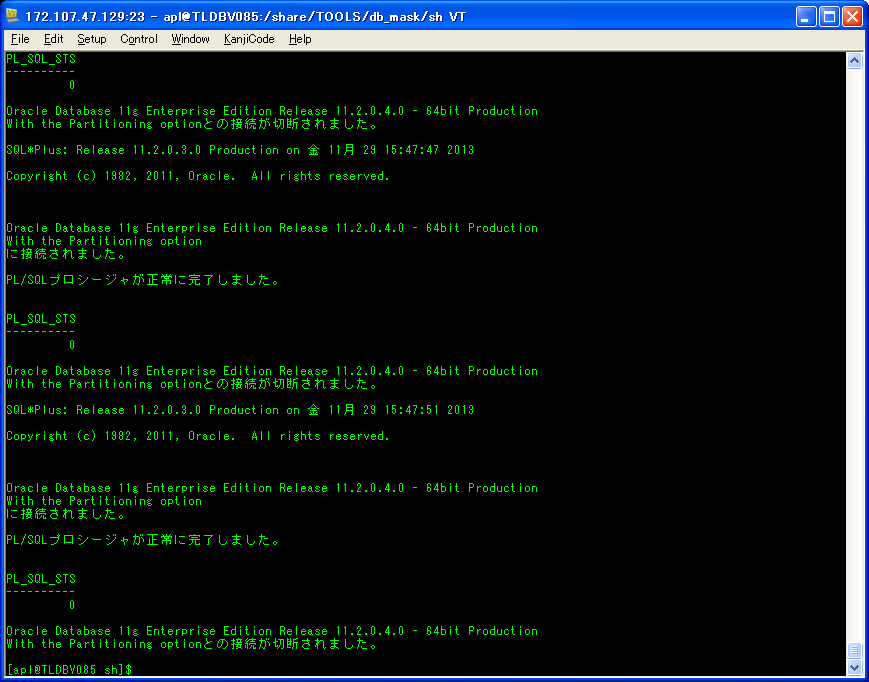 172.107.47.129:23 - apl@TLDBV085:/share/TOOLS/db_mask/sh VT
File Edit Setup Control Window KanjiCode Help
PL_SQL_STS
----------
0
Oracle Database 11g Enterprise Edition Release 11.2.0.4.0 - 64bit Production
With the Partitioning optionとの接続が切断されました。
SQL*Plus: Release 11.2.0.3.0 Production on 金 11月 29 15:47:47 2013
Copyright (c) 1982, 2011, Oracle.  All rights reserved.
Oracle Database 11g Enterprise Edition Release 11.2.0.4.0 - 64bit Production
With the Partitioning option
に接続されました。
PL/SQLプロシージャが正常に完了しました。
PL_SQL_STS
----------
0
Oracle Database 11g Enterprise Edition Release 11.2.0.4.0 - 64bit Production
With the Partitioning optionとの接続が切断されました。
SQL*Plus: Release 11.2.0.3.0 Production on 金 11月 29 15:47:51 2013
Copyright (c) 1982, 2011, Oracle.  All rights reserved.
Oracle Database 11g Enterprise Edition Release 11.2.0.4.0 - 64bit Production
With the Partitioning option
に接続されました。
PL/SQLプロシージャが正常に完了しました。
PL_SQL_STS
----------
0
Oracle Database 11g Enterprise Edition Release 11.2.0.4.0 - 64bit Production
With the Partitioning optionとの接続が切断されました。
[apl@TLDBV085 sh]$